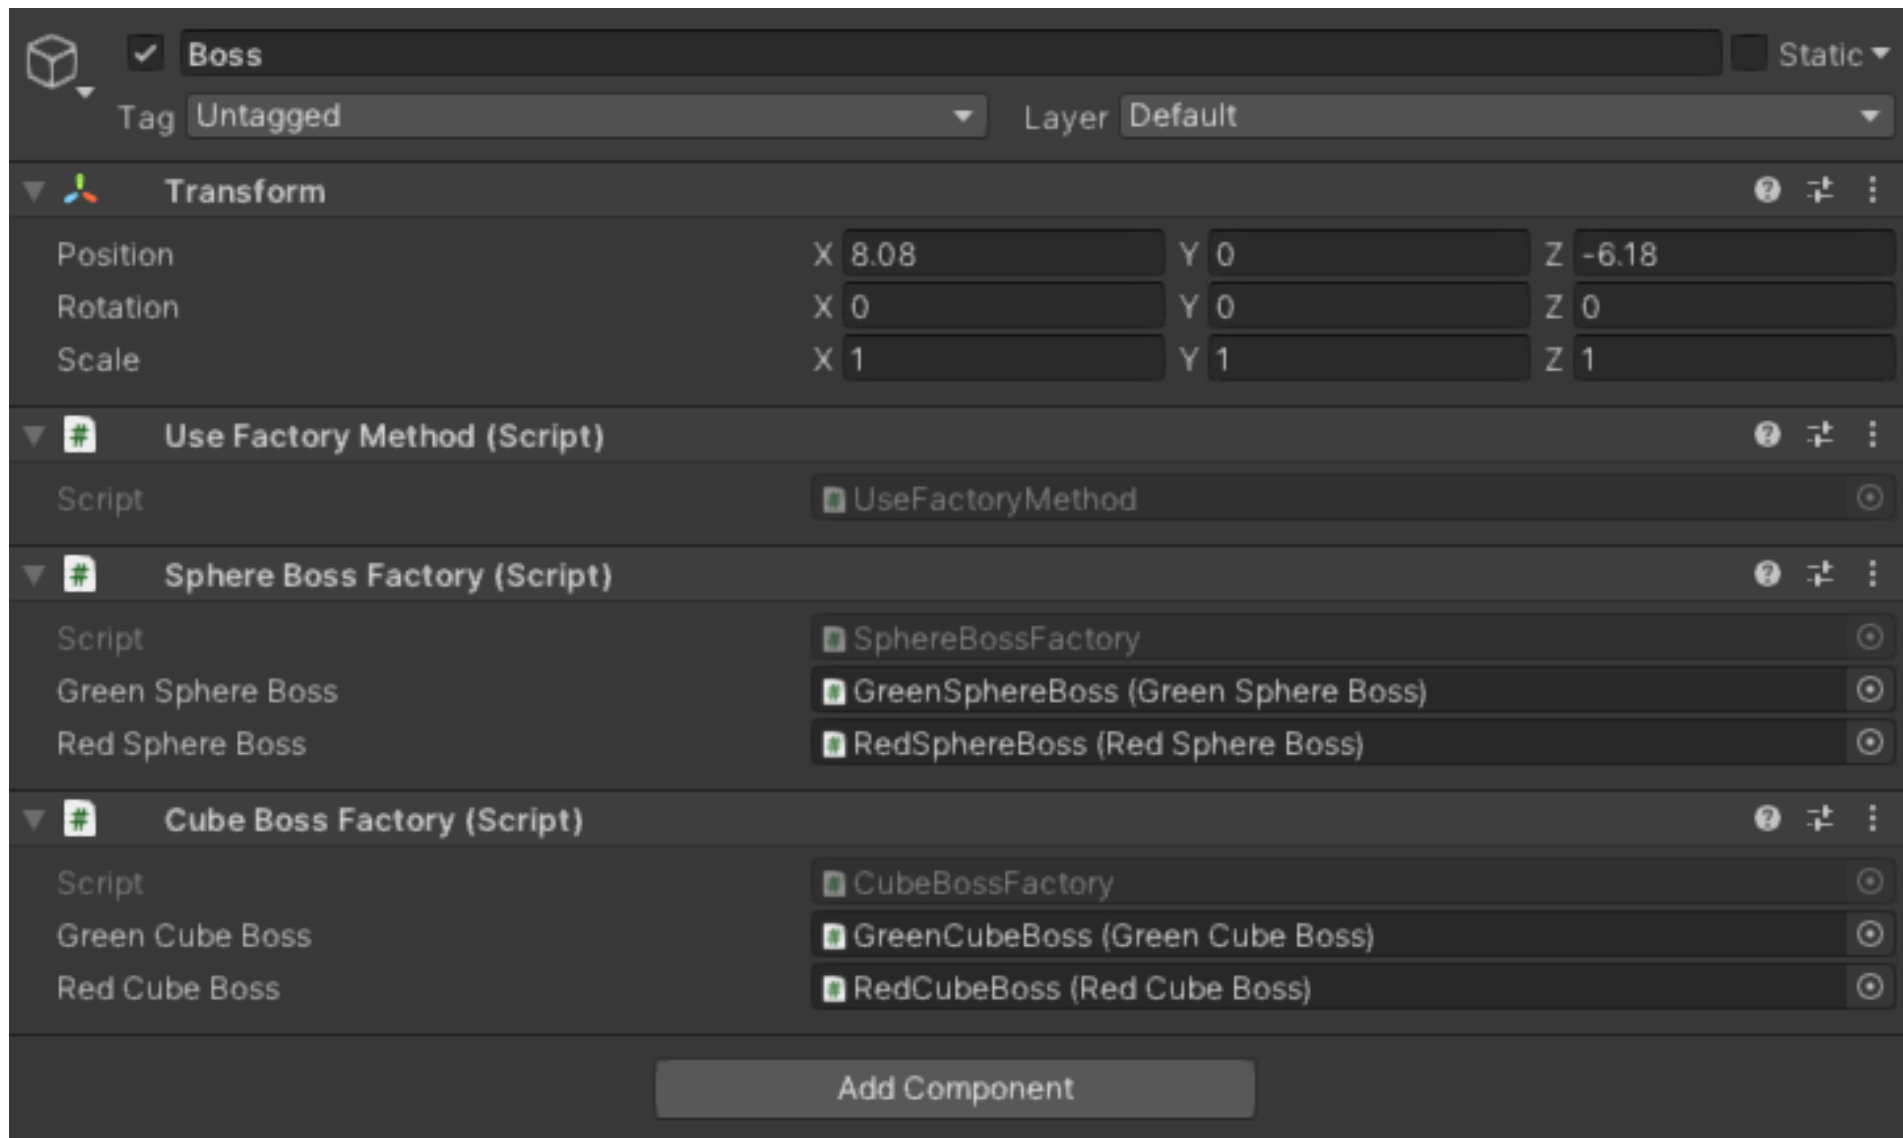 Boss Static
Tag Untagged Layer Default
Transform
Position X 8.08 Y 0 Z -6.18
Rotation X 0 Y 0 Z 0
Scale X 1 Y 1 Z 1
# Use Factory Method (Script)
Script # UseFactoryMethod
# Sphere Boss Factory (Script)
Script # SphereBossFactory
Green Sphere Boss # GreenSphereBoss (Green Sphere Boss)
Red Sphere Boss # RedSphereBoss (Red Sphere Boss)
# Cube Boss Factory (Script)
Script # CubeBossFactory
Green Cube Boss # GreenCubeBoss (Green Cube Boss)
Red Cube Boss # RedCubeBoss (Red Cube Boss)
Add Component